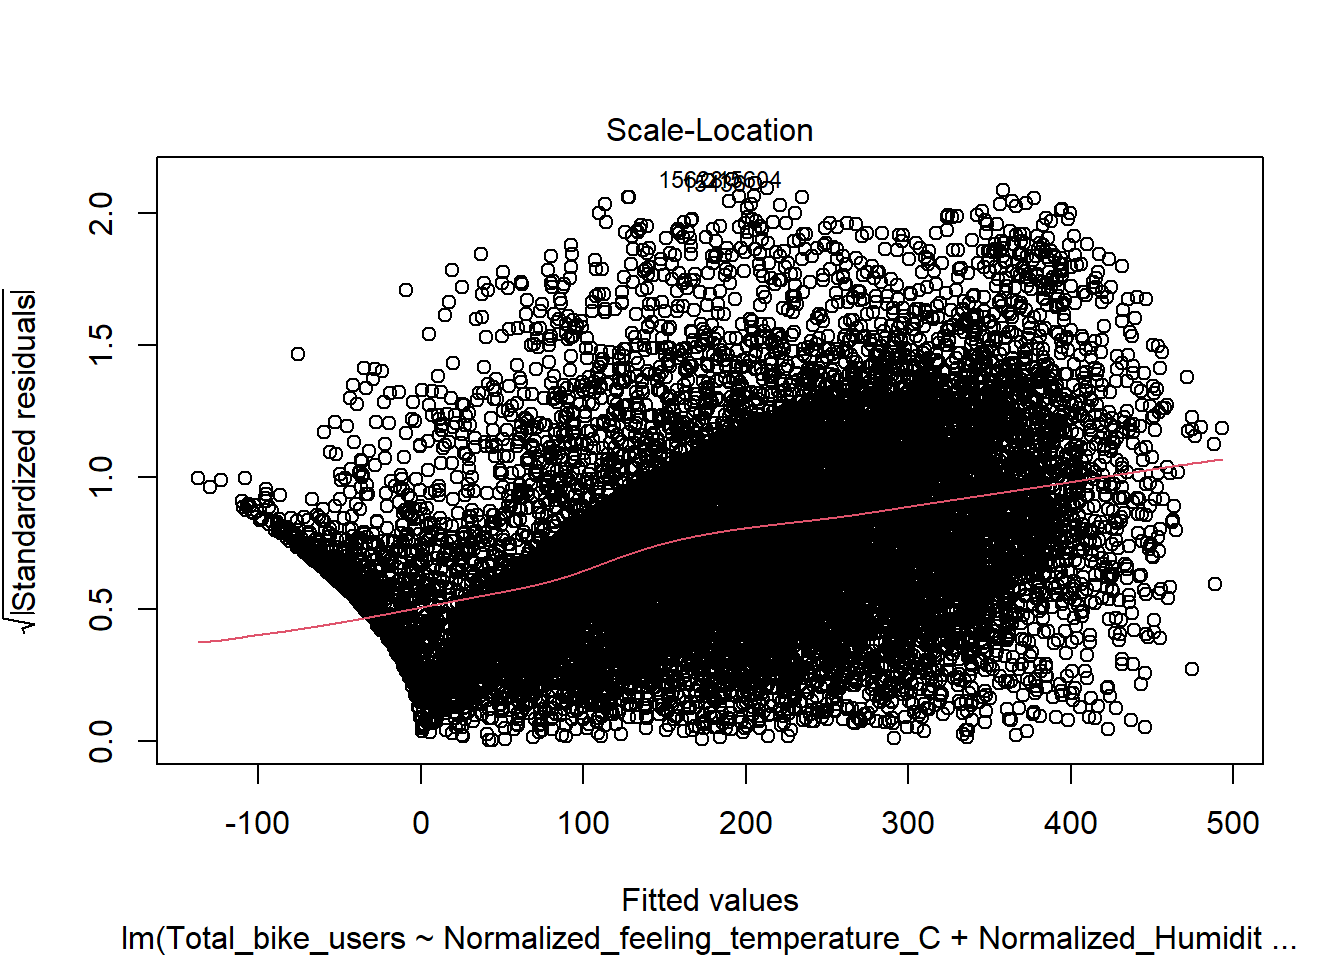 Scale-Location
2.0
1.5
1.0
0.5
0.0
√|Standardized residuals|
15604
-100 0 100 200 300 400 500
Fitted values
lm(Total_bike_users ~ Normalized_feeling_temperature_C + Normalized_Humidit ...